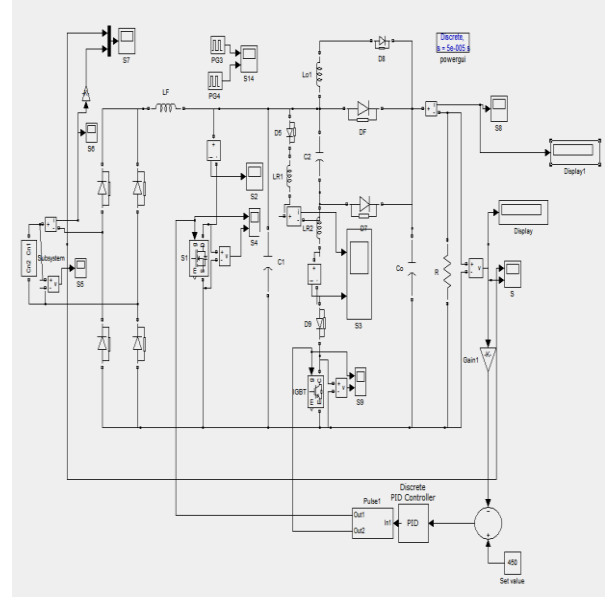 Discrete,
s = 5e-005 s
powergui
D8
PG3
S7
S14
Lo1
PG4
LF
DF
S8
D5
S6
C2
Display1
LR1
S2
D7
Display
S4
LR2
Subsystem
Cn2 Cn1
S1
C1
Co
R
S
S5
S3
D9
Gain1
IGBT
S9
Discrete
PID Controller
Pulse1
Out1
In1
PID
Out2
450
Set value